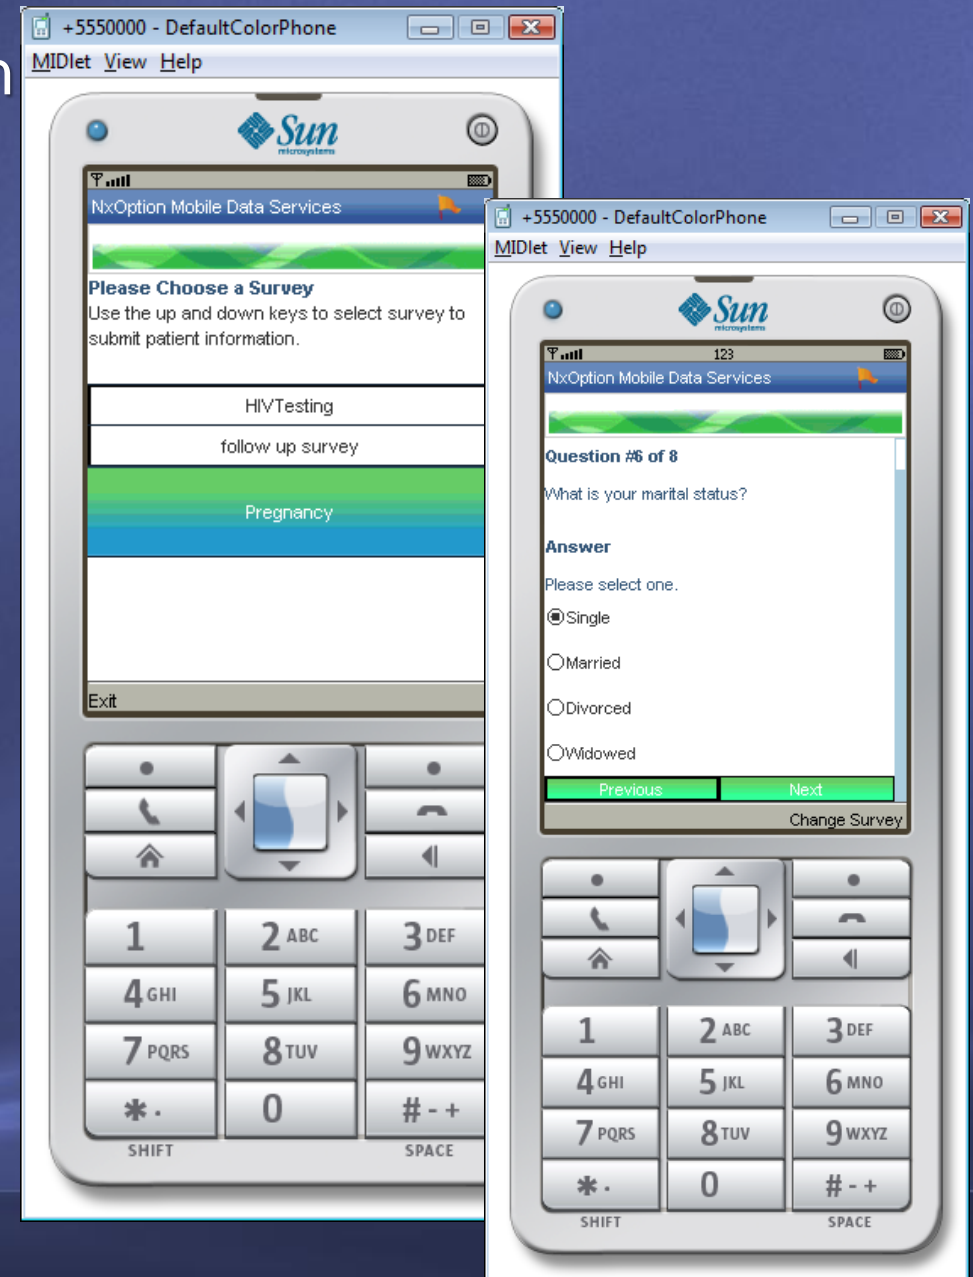 n
+5550000 - DefaultColorPhone
MIDlet View Help
Sun
microsystems
NxOption Mobile Data Services
Please Choose a Survey
Use the up and down keys to select survey to
submit patient information.
HIVTesting
follow up survey
Pregnancy
Exit
1 2 ABC 3 DEF
4 GHI 5 JKL 6 MNO
7 PQRS 8 TUV 9 WXYZ
* . 0 # - +
SHIFT SPACE
+5550000 - DefaultColorPhone
MIDlet View Help
Sun
microsystems
123
NxOption Mobile Data Services
Question #6 of 8
What is your marital status?
Answer
Please select one.
Single
Married
Divorced
Widowed
Previous Next
Change Survey
1 2 ABC 3 DEF
4 GHI 5 JKL 6 MNO
7 PQRS 8 TUV 9 WXYZ
* . 0 # - +
SHIFT SPACE